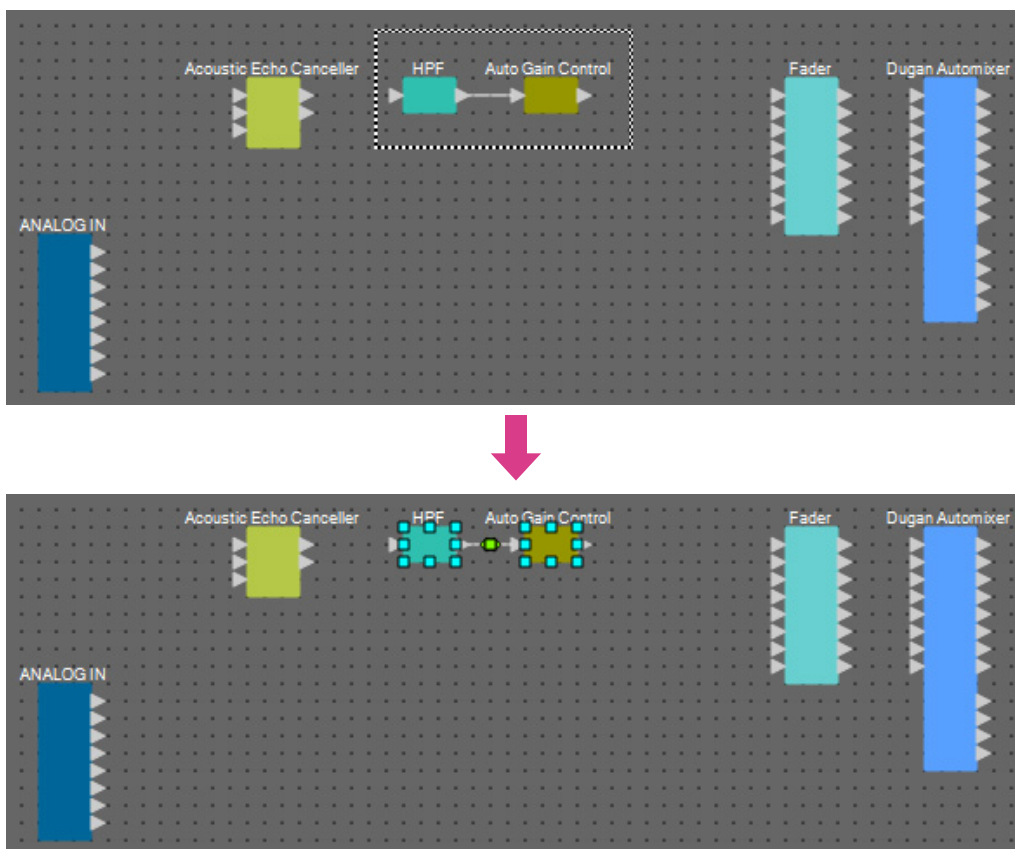 Acoustic Echo Canceller HPF Auto Gain Control Fader Dugan Automixer
ANALOG IN
Acoustic Echo Canceller HPF Auto Gain Control Fader Dugan Automixer
ANALOG IN